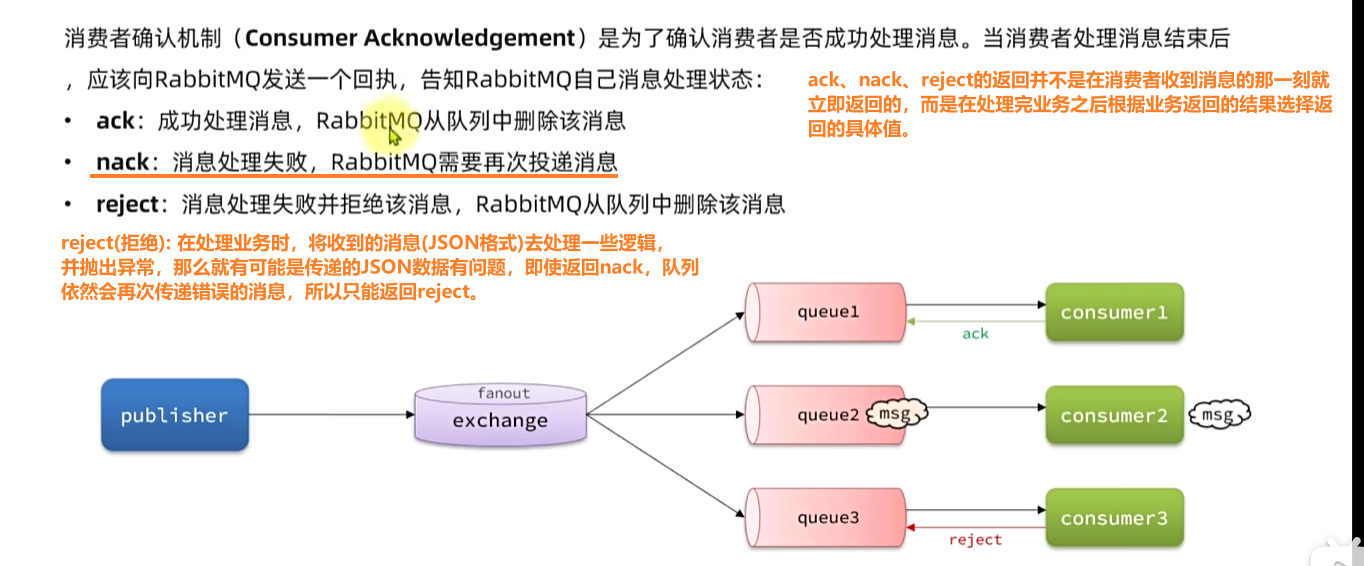 消费者确认机制（Consumer Acknowledgement）是为了确认消费者是否成功处理消息。当消费者处理消息结束后
，应该向RabbitMQ发送一个回执，告知RabbitMQ自己消息处理状态：
ack、nack、reject的返回并不是在消费者收到消息的那一刻就
立即返回的，而是在处理完业务之后根据业务返回的结果选择返
回的具体值。
• ack：成功处理消息，RabbitMQ从队列中删除该消息
• nack：消息处理失败，RabbitMQ需要再次投递消息
• reject：消息处理失败并拒绝该消息，RabbitMQ从队列中删除该消息
reject(拒绝): 在处理业务时，将收到的消息(JSON格式)去处理一些逻辑，
并抛出异常，那么就有可能是传递的JSON数据有问题，即使返回nack，队列
依然会再次传递错误的消息，所以只能返回reject。
queue1
consumer1
ack
publisher
fanout
exchange
queue2
msg
consumer2
msg
queue3
consumer3
reject